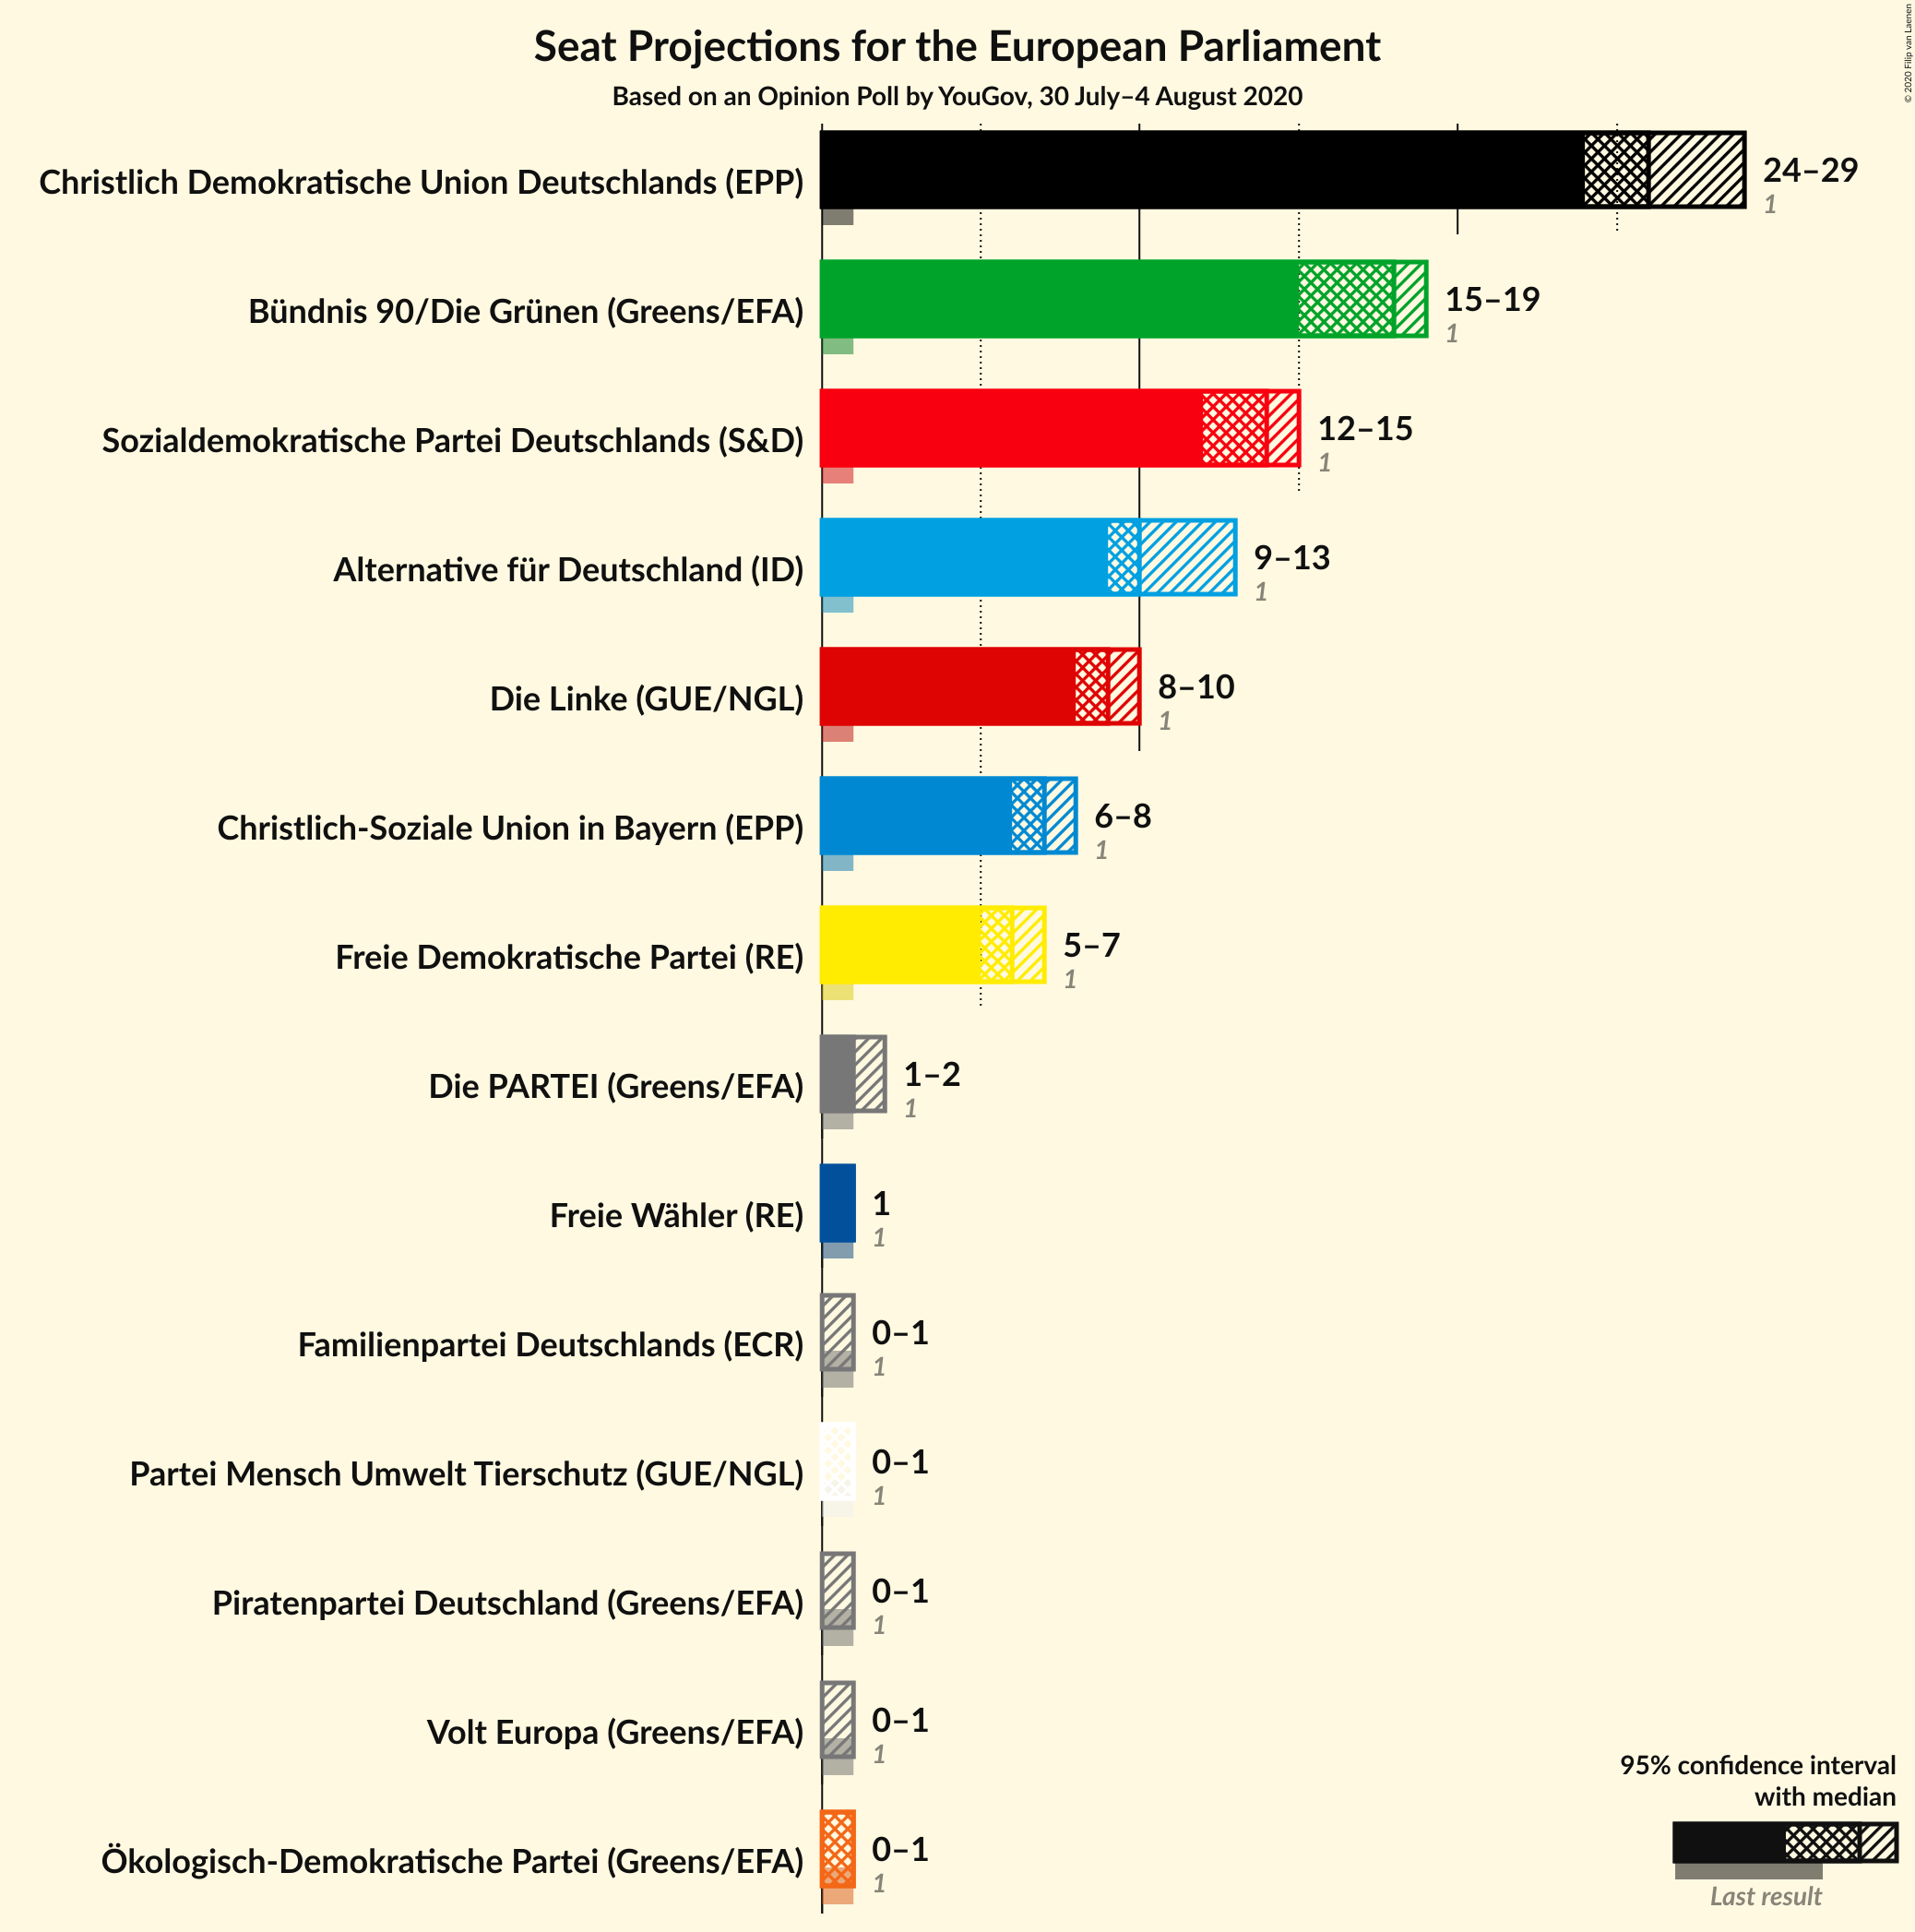 Seat Projections for the European Parliament
Based on an Opinion Poll by YouGov, 30 July–4 August 2020
© 2020 Filip van Laenen
Christlich Demokratische Union Deutschlands (EPP)
24–29
1
Bündnis 90/Die Grünen (Greens/EFA)
15–19
1
Sozialdemokratische Partei Deutschlands (S&D)
12–15
1
Alternative für Deutschland (ID)
9–13
1
Die Linke (GUE/NGL)
8–10
1
Christlich-Soziale Union in Bayern (EPP)
6–8
1
Freie Demokratische Partei (RE)
5–7
1
Die PARTEI (Greens/EFA)
1–2
1
Freie Wähler (RE)
1
1
Familienpartei Deutschlands (ECR)
0–1
1
Partei Mensch Umwelt Tierschutz (GUE/NGL)
0–1
1
Piratenpartei Deutschland (Greens/EFA)
0–1
1
Volt Europa (Greens/EFA)
0–1
1
Ökologisch-Demokratische Partei (Greens/EFA)
0–1
1
95% confidence interval
with median
Last result